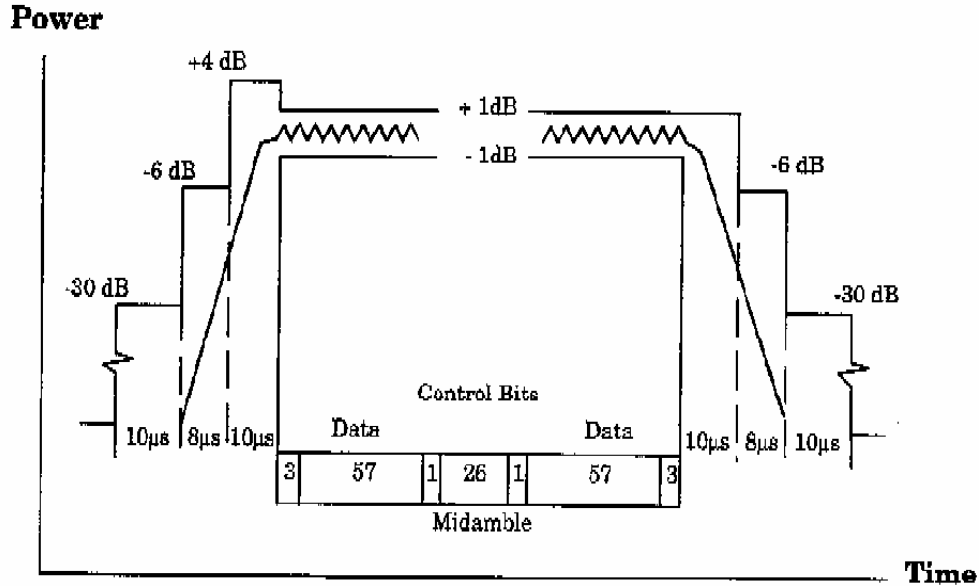 Power
+4 dB
+ 1dB
- 1dB
-6 dB
-6 dB
-30 dB
-30 dB
Control Bits
Data
Data
10µs
8µs
10µs
10µs
8µs
10µs
3
57
1
26
1
57
3
Midamble
Time